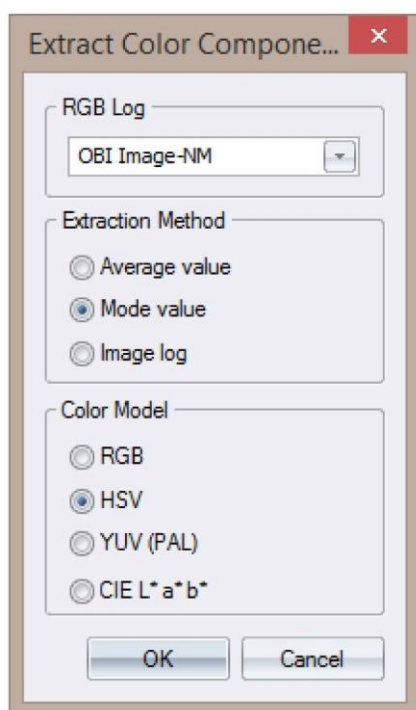 Extract Color Compone...
RGB Log
OBI Image-NM
Extraction Method
Average value
Mode value
Image log
Color Model
RGB
HSV
YUV (PAL)
CIE L* a* b*
OK Cancel